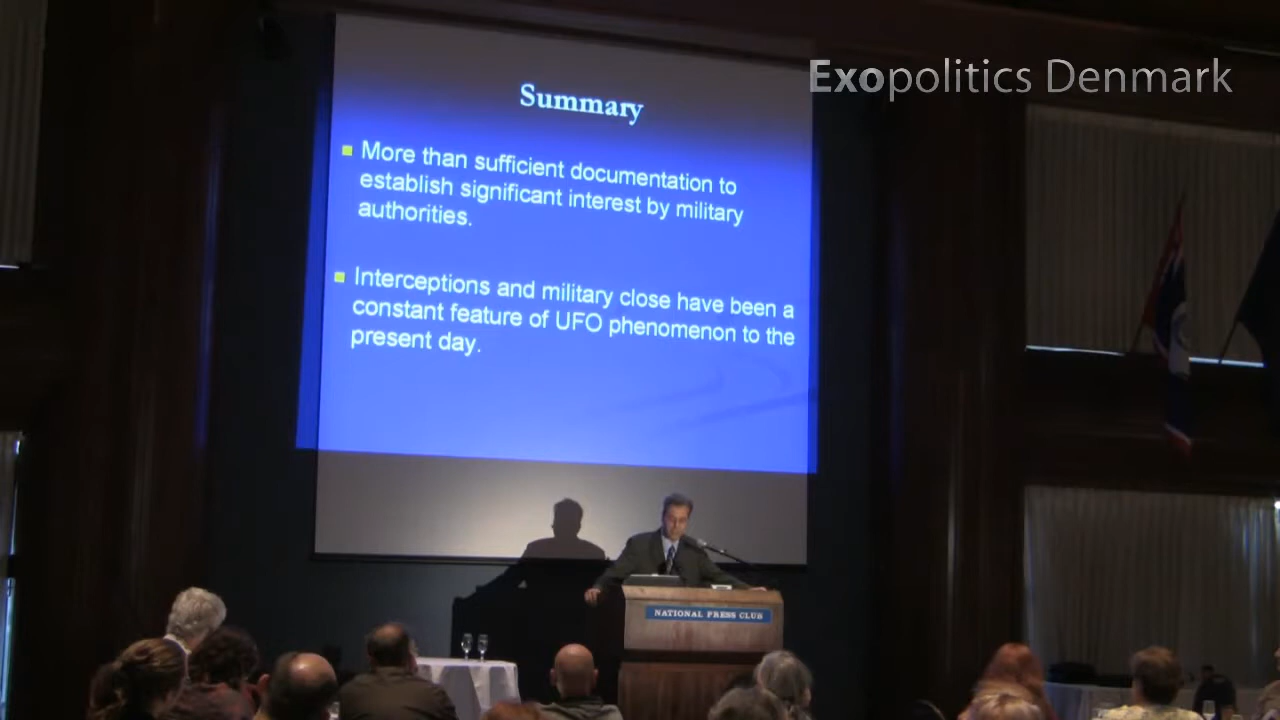 Exopolitics Denmark
Summary
More than sufficient documentation to
establish significant interest by military
authorities.
Interceptions and military close have been a
constant feature of UFO phenomenon to the
present day.
NATIONAL PRESS CLUB